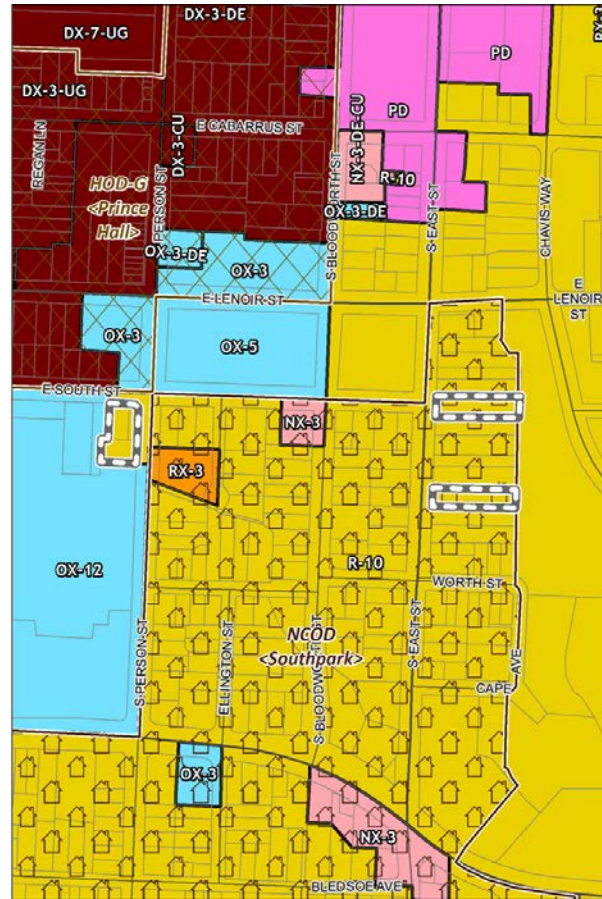 DX-7-UG
DX-3-DE
PD
RX-3
DX-3-UG
PD
REGAN LN
DX-3-CU
E CABARRUS ST
NX-3-DE-CU
R-10
HOD-G
<Prince
Hall>
S PERSON ST
S BLOODWORTH ST
S EAST ST
CHAVIS WAY
OX-3-DE
OX-3-DE
OX-3
E LENOIR ST
E
LENOIR
ST
OX-3
OX-5
E SOUTH ST
NX-3
RX-3
OX-12
R-10
WORTH ST
S PERSON ST
ELLINGTON ST
S BLOODWORTH ST
S EAST ST
NCOD
<Southpark>
CAPE AVE
OX-3
NX-3
BLEDSOE AVE